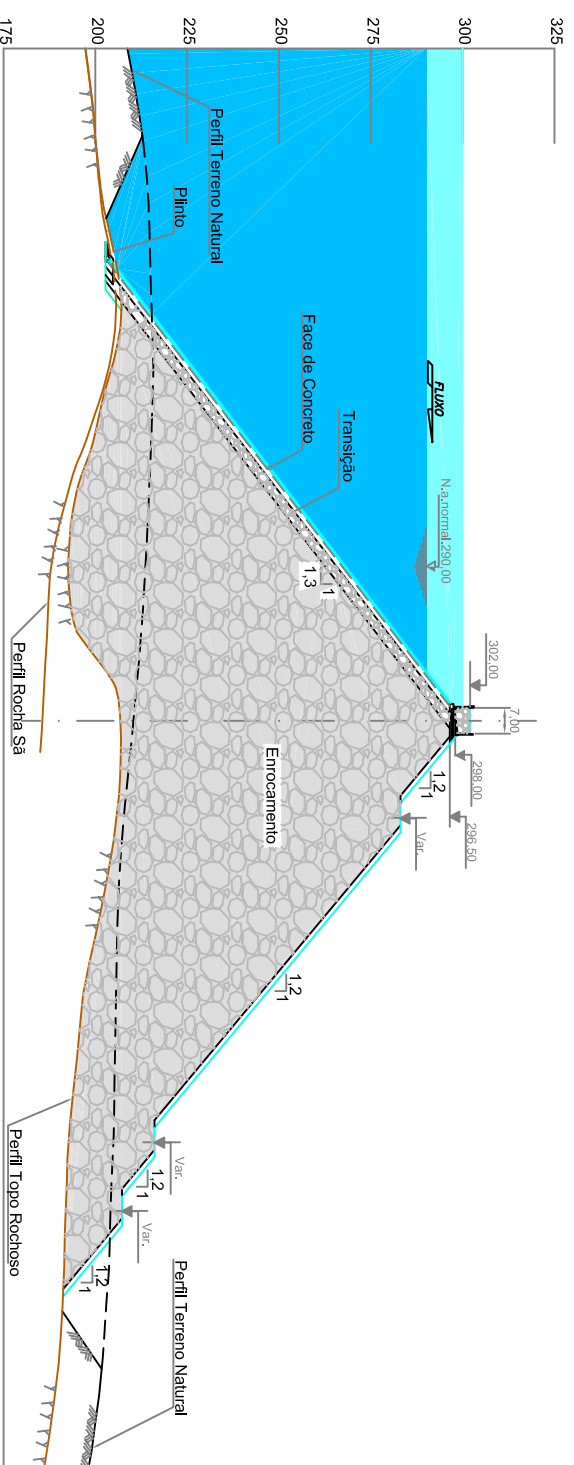 325
300
275
250
225
200
175
FLUXO
N.a.normal.290,00
302,00
7,00
298,00
296,50
Var.
1,2
1
Perfil Terreno Natural
Plinto
Face de Concreto
Transição
1
1,3
Enrocamento
1,2
1
Var.
1,2
1
Var.
1,2
1
Perfil Rocha Sã
Perfil Topo Rochoso
Perfil Terreno Natural